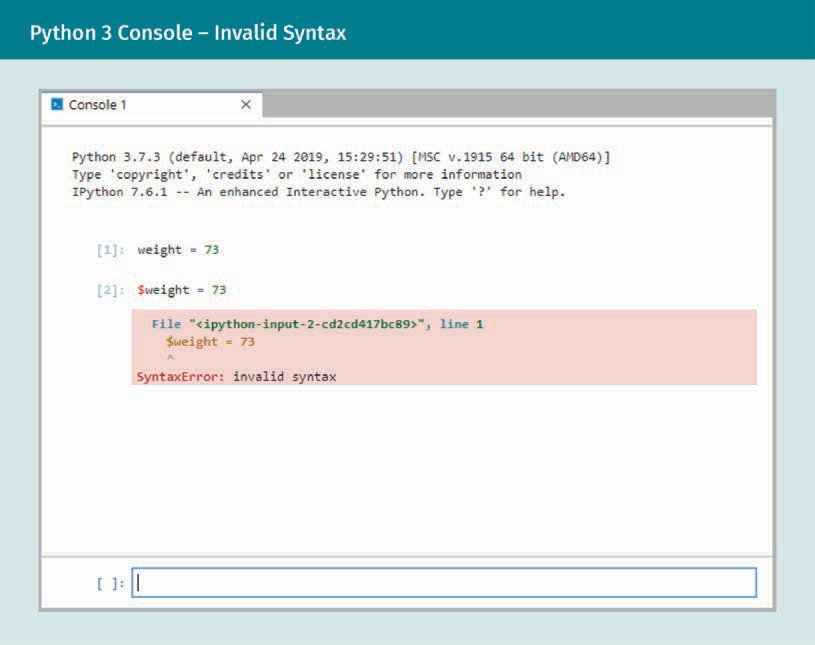 Python 3 Console – Invalid Syntax
Console 1
Python 3.7.3 (default, Apr 24 2019, 15:29:51) [MSC v.1915 64 bit (AMD64)]
Type 'copyright', 'credits' or 'license' for more information
IPython 7.6.1 -- An enhanced Interactive Python. Type '?' for help.
[1]: weight = 73
[2]: $weight = 73
File "<ipython-input-2-cd2cd417bc89>", line 1
$weight = 73
^
SyntaxError: invalid syntax
[ ]: